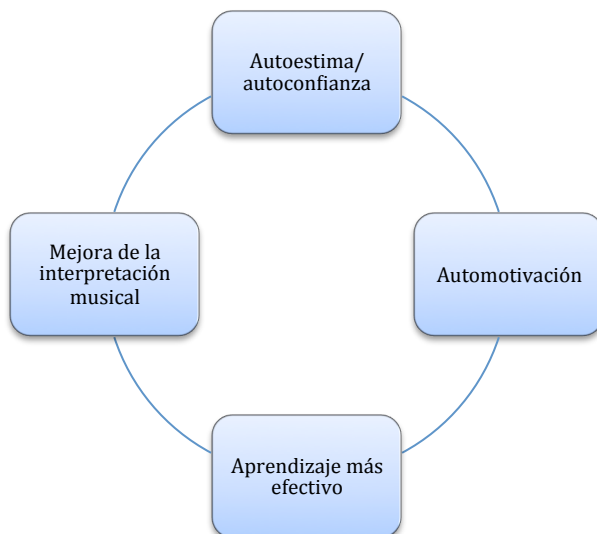 Autoestima/
autoconfianza
Mejora de la
interpretación
musical
Automotivación
Aprendizaje más
efectivo